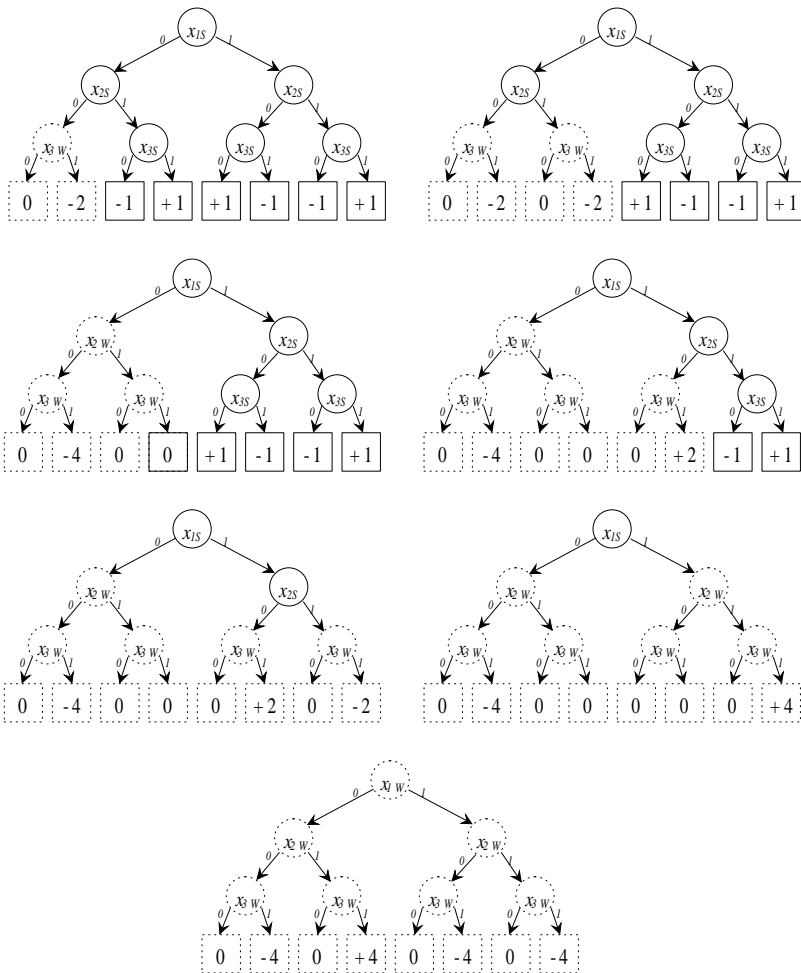 x1S x1S
0 1 0 1
x2S x2S x2S x2S
0 1 0 1 0 1 0 1
x3 W x3S x3S x3S x3 W x3 W x3S x3S
0 1 0 1 0 1 0 1 0 1 0 1 0 1 0 1
0 -2 -1 +1 +1 -1 -1 +1 0 -2 0 -2 +1 -1 -1 +1
x1S x1S
0 1 0 1
x2 W x2S x2 W x2S
0 1 0 1 0 1 0 1
x3 W x3 W x3S x3S x3 W x3 W x3 W x3S
0 1 0 1 0 1 0 1 0 1 0 1 0 1 0 1
0 -4 0 0 +1 -1 -1 +1 0 -4 0 0 0 +2 -1 +1
x1S x1S
0 1 0 1
x2 W x2S x2 W x2 W
0 1 0 1 0 1 0 1
x3 W x3 W x3 W x3 W x3 W x3 W x3 W x3 W
0 1 0 1 0 1 0 1 0 1 0 1 0 1 0 1
0 -4 0 0 0 +2 0 -2 0 -4 0 0 0 0 0 +4
x1 W
0 1
x2 W x2 W
0 1 0 1
x3 W x3 W x3 W x3 W
0 1 0 1 0 1 0 1
0 -4 0 +4 0 -4 0 -4